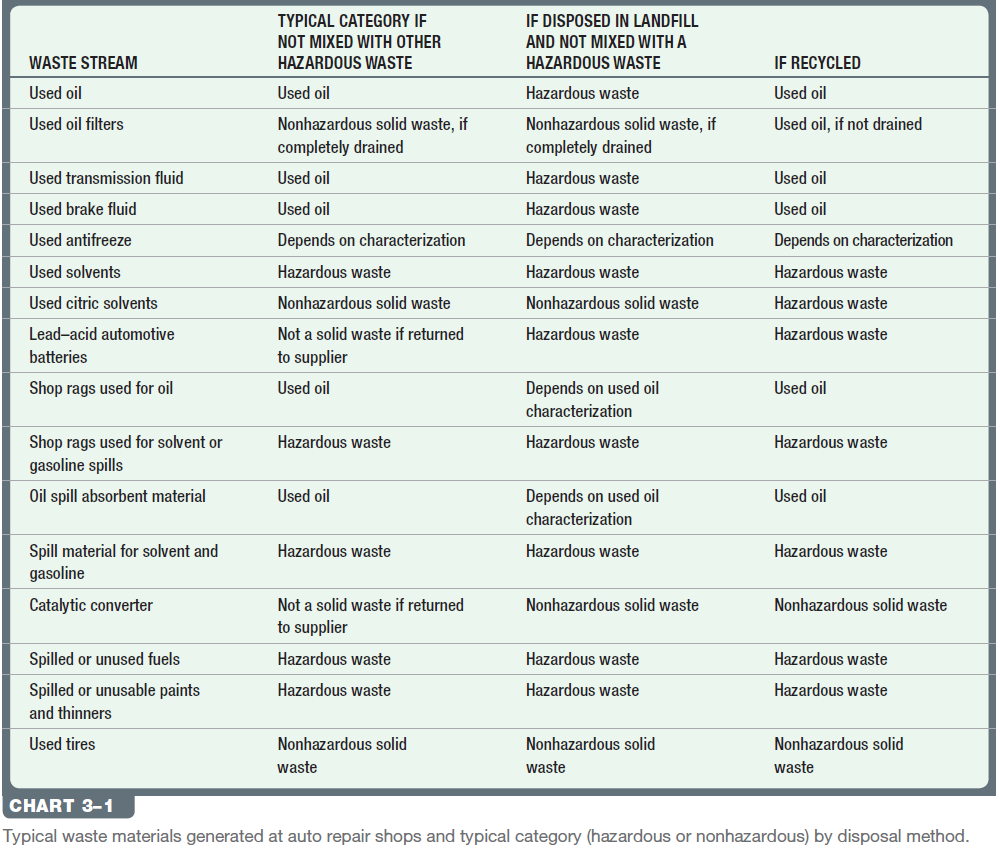 TYPICAL CATEGORY IF
NOT MIXED WITH OTHER
HAZARDOUS WASTE
IF DISPOSED IN LANDFILL
AND NOT MIXED WITH A
HAZARDOUS WASTE
WASTE STREAM
IF RECYCLED
Used oil
Used oil
Hazardous waste
Used oil
Used oil filters
Nonhazardous solid waste, if
completely drained
Nonhazardous solid waste, if
completely drained
Used oil, if not drained
Used transmission fluid
Used oil
Hazardous waste
Used oil
Used brake fluid
Used oil
Hazardous waste
Used oil
Used antifreeze
Depends on characterization
Depends on characterization
Depends on characterization
Used solvents
Hazardous waste
Hazardous waste
Hazardous waste
Used citric solvents
Nonhazardous solid waste
Nonhazardous solid waste
Hazardous waste
Lead–acid automotive
batteries
Not a solid waste if returned
to supplier
Hazardous waste
Hazardous waste
Shop rags used for oil
Used oil
Depends on used oil
characterization
Used oil
Shop rags used for solvent or
gasoline spills
Hazardous waste
Hazardous waste
Hazardous waste
Oil spill absorbent material
Used oil
Depends on used oil
characterization
Used oil
Spill material for solvent and
gasoline
Hazardous waste
Hazardous waste
Hazardous waste
Catalytic converter
Not a solid waste if returned
to supplier
Nonhazardous solid waste
Nonhazardous solid waste
Spilled or unused fuels
Hazardous waste
Hazardous waste
Hazardous waste
Spilled or unusable paints
and thinners
Hazardous waste
Hazardous waste
Hazardous waste
Used tires
Nonhazardous solid
waste
Nonhazardous solid
waste
Nonhazardous solid
waste
CHART 3–1
Typical waste materials generated at auto repair shops and typical category (hazardous or nonhazardous) by disposal method.